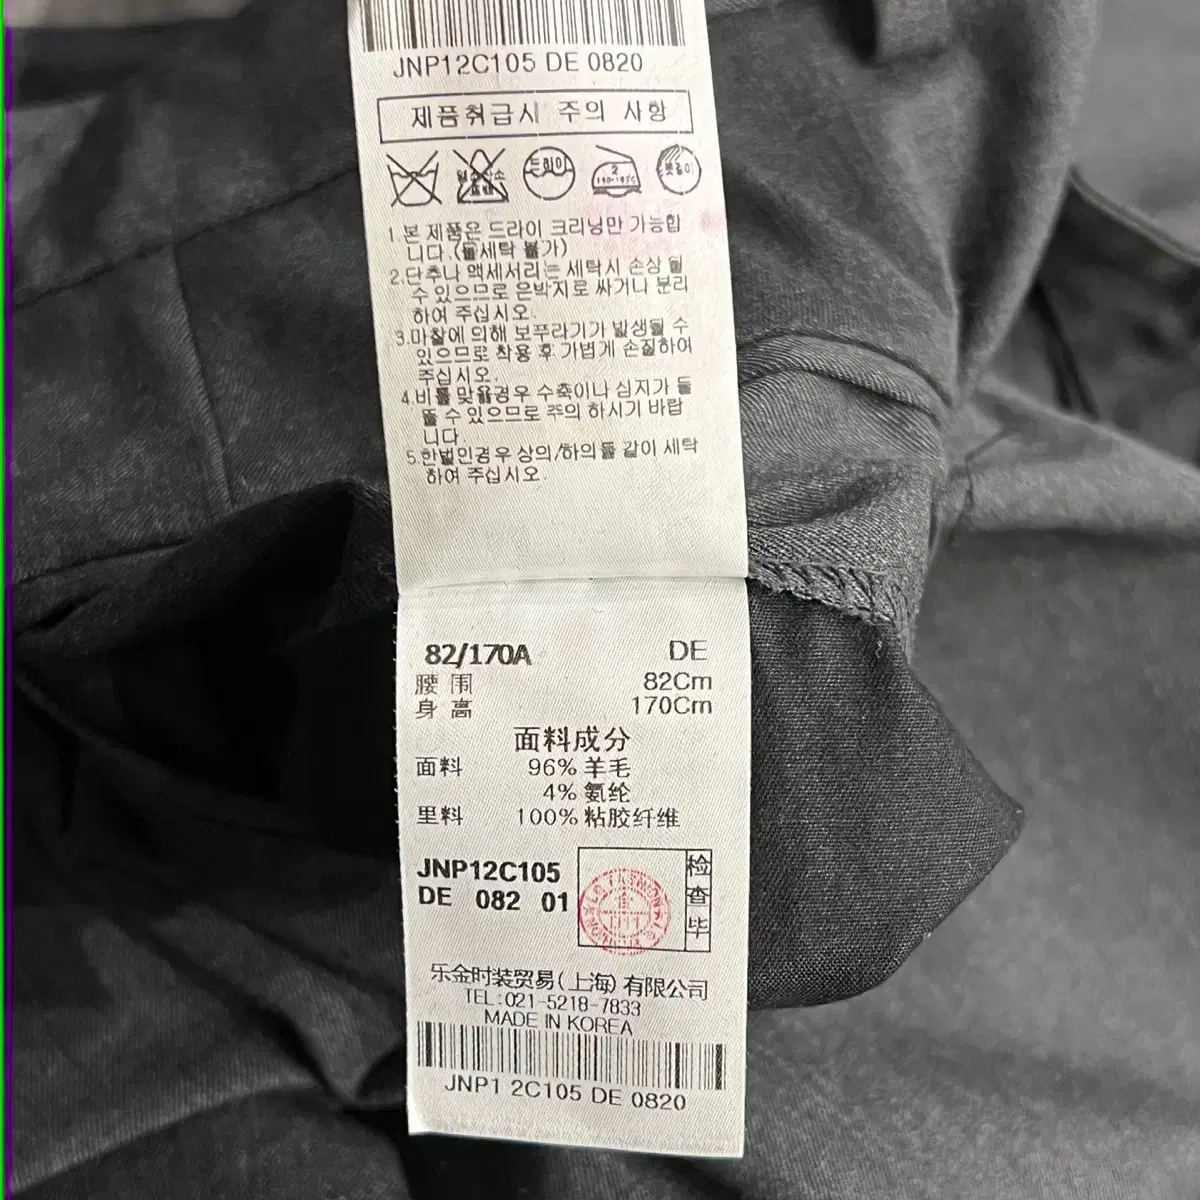 JNP12C105 DE 0820
제품취급시 주의 사항
드라이
2
1.본 제품은 드라이 크리닝만 가능합
니다.(물세탁 불가)
2.단추나 액세서리는 세탁시 손상 될
수 있으므로 은박지로 싸거나 분리
하여 주십시오.
3.마찰에 의해 보푸라기가 발생될 수
있으므로 착용 후 가볍게 손질하여
주십시오.
4.비를 맞을경우 수축이나 심지가 들
뜰 수 있으므로 주의 하시기 바랍
니다.
5.한벌인경우 상의/하의를 같이 세탁
하여 주십시오.
82/170A DE
腰 围 82Cm
身 高 170Cm
面料成分
面料 96% 羊毛
4% 氨纶
里料 100% 粘胶纤维
JNP12C105
DE 082 01
检查毕
乐金时装贸易(上海)有限公司
TEL:021-5218-7833
MADE IN KOREA
JNP1 2C105 DE 0820